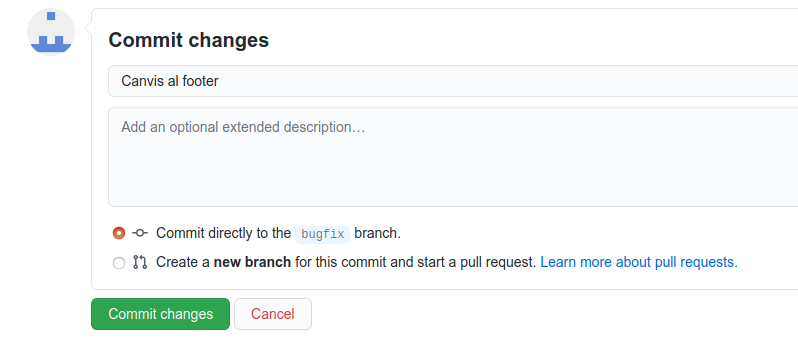 Commit changes
Canvis al footer
Add an optional extended description…
Commit directly to the bugfix branch.
Create a new branch for this commit and start a pull request. Learn more about pull requests.
Commit changes Cancel